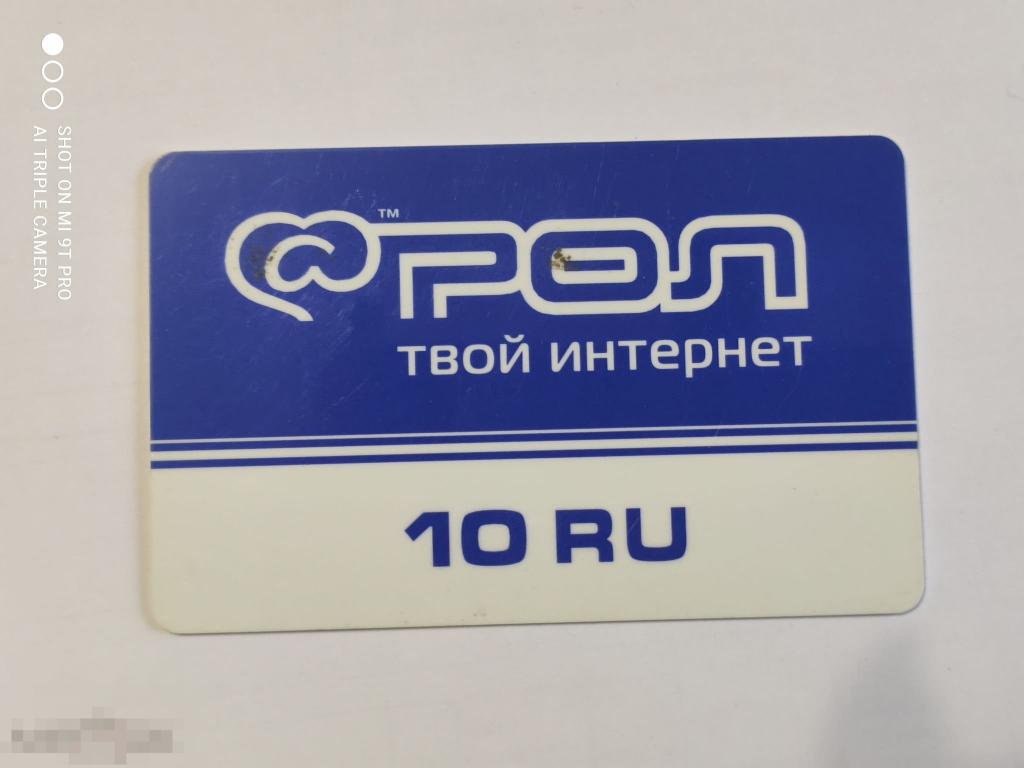 SHOT ON MI 9T PRO
AI TRIPLE CAMERA
™
РОЛ
твой интернет
10 RU